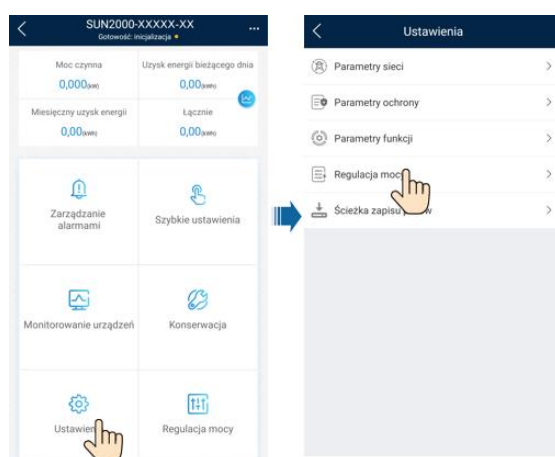 SUN2000-XXXXX-XX
Gotowość: inicjalizacja
Moc czynna
0,000(kW)
Uzysk energii bieżącego dnia
0,00(kWh)
Miesięczny uzysk energii
0,00(kWh)
Łącznie
0,00(kWh)
Zarządzanie
alarmami
Szybkie ustawienia
Monitorowanie urządzeń
Konserwacja
Ustawien
Regulacja mocy
Ustawienia
Parametry sieci
Parametry ochrony
Parametry funkcji
Regulacja mocy
Ścieżka zapisu